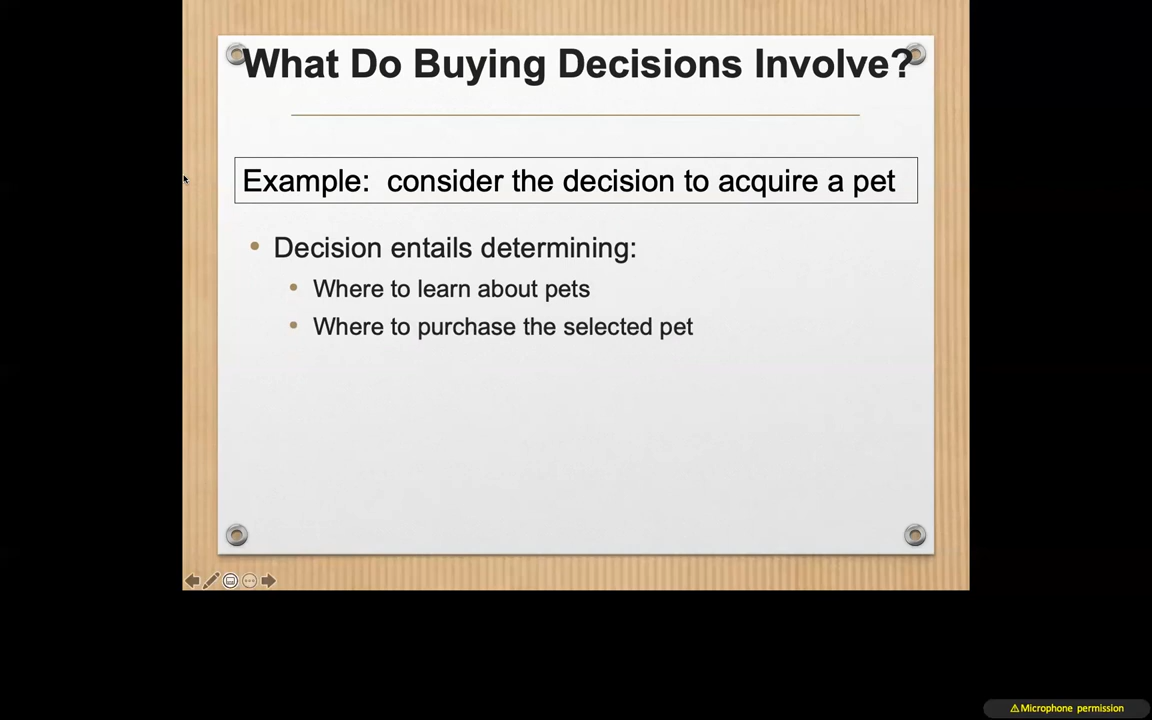 What Do Buying Decisions Involve?
Example:  consider the decision to acquire a pet
• Decision entails determining:
• Where to learn about pets
• Where to purchase the selected pet
⚠Microphone permission